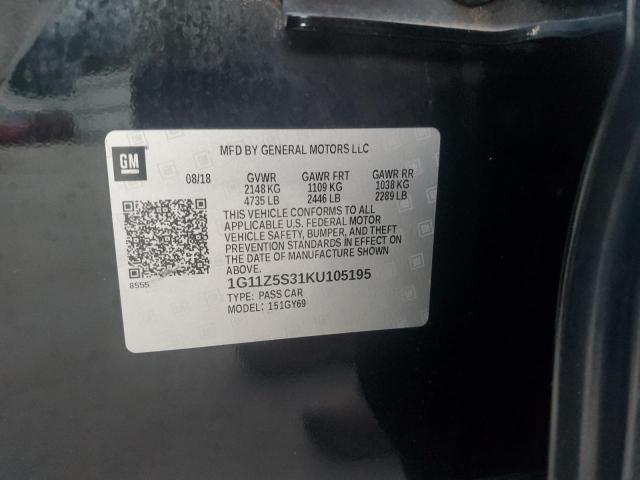 GM
MFD BY GENERAL MOTORS LLC
08/18 GVWR GAWR FRT GAWR RR
2148 KG 1109 KG 1038 KG
4735 LB 2446 LB 2289 LB
THIS VEHICLE CONFORMS TO ALL
APPLICABLE U.S. FEDERAL MOTOR
VEHICLE SAFETY, BUMPER, AND THEFT
PREVENTION STANDARDS IN EFFECT ON
THE DATE OF MANUFACTURE SHOWN
ABOVE.
8555
1G11Z5S31KU105195
TYPE: PASS CAR
MODEL: 151GY69